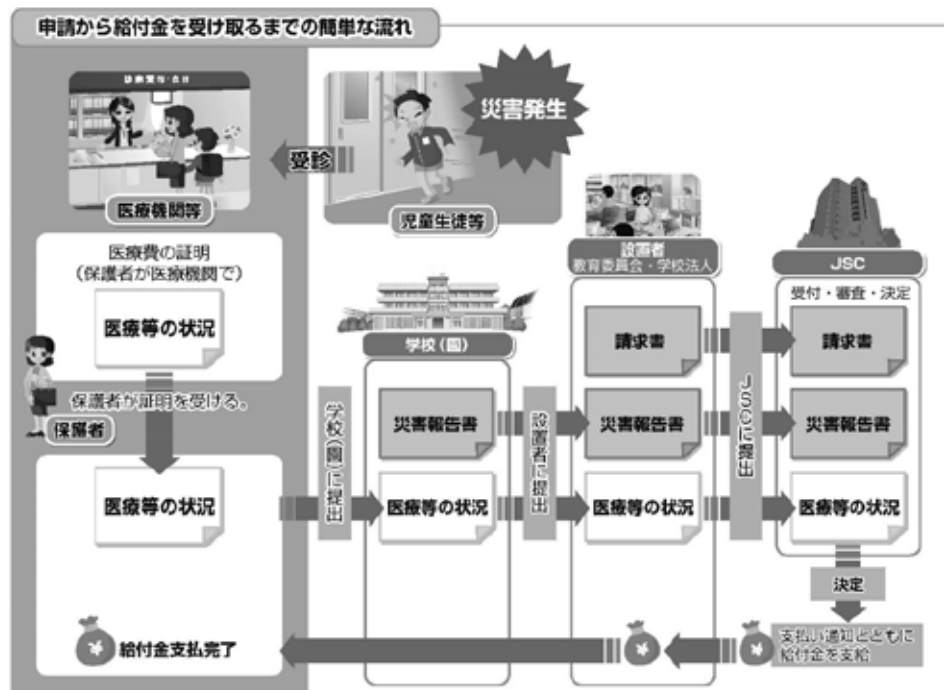 申請から給付金を受け取るまでの簡単な流れ
災害発生
受診
医療機関等
児童生徒等
医療費の証明
(保護者が医療機関で)
医療等の状況
保護者が証明を受ける。
保護者
医療等の状況
給付金支払完了
学校(園)に提出
学校(園)
災害報告書
医療等の状況
設置者に提出
設置者
教育委員会・学校法人
請求書
災害報告書
医療等の状況
JSCに提出
JSC
受付・審査・決定
請求書
災害報告書
医療等の状況
決定
支払い通知とともに
給付金を支給